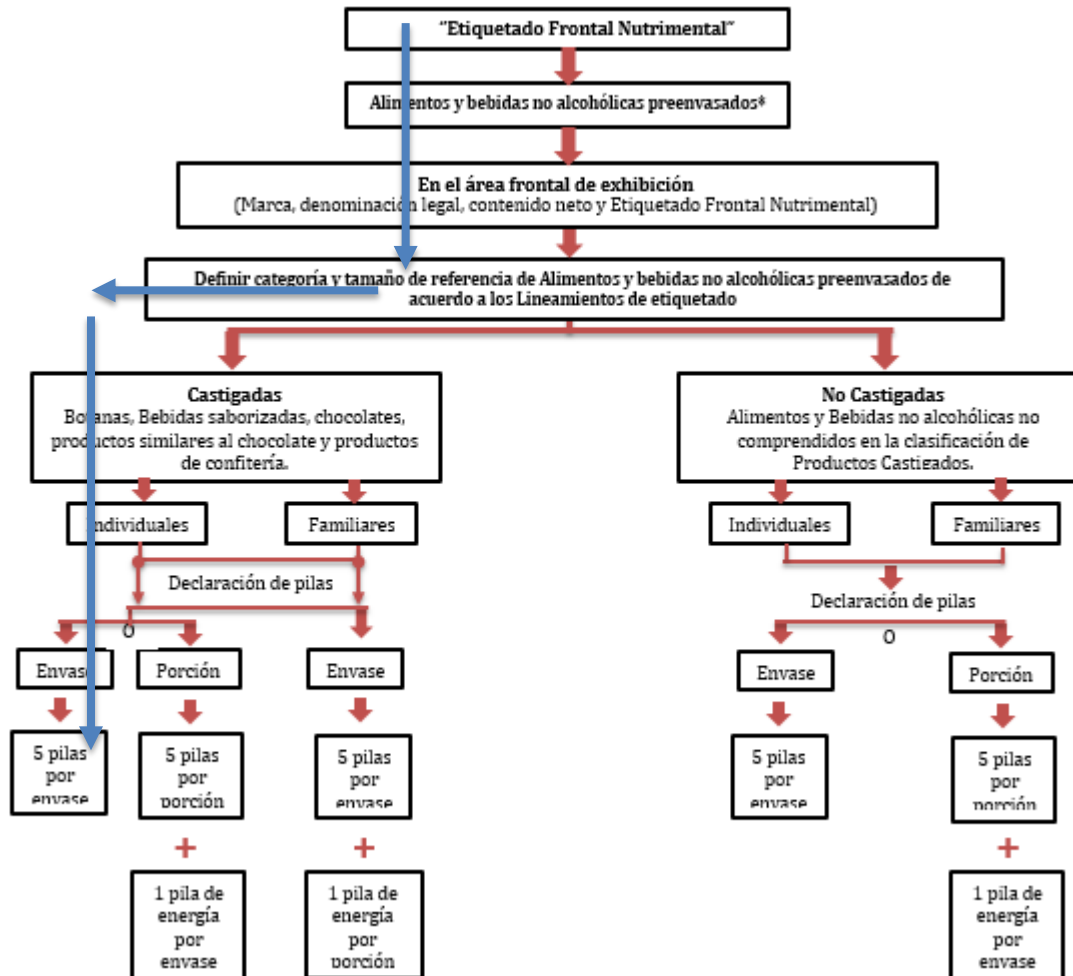 “Etiquetado Frontal Nutrimental”
Alimentos y bebidas no alcohólicas preenvasados*
En el área frontal de exhibición
(Marca, denominación legal, contenido neto y Etiquetado Frontal Nutrimental)
Definir categoría y tamaño de referencia de Alimentos y bebidas no alcohólicas preenvasados de
acuerdo a los Lineamientos de etiquetado
Castigadas
Botanas, Bebidas saborizadas, chocolates,
productos similares al chocolate y productos
de confitería.
No Castigadas
Alimentos y Bebidas no alcohólicas no
comprendidos en la clasificación de
Productos Castigados.
Individuales
Familiares
Individuales
Familiares
Declaración de pilas
Declaración de pilas
O
O
Envase
Porción
Envase
Envase
Porción
5 pilas
por
envase
5 pilas
por
porción
5 pilas
por
envase
5 pilas
por
envase
5 pilas
por
porción
+
+
+
1 pila de
energía
por
envase
1 pila de
energía
por
porción
1 pila de
energía
por
envase